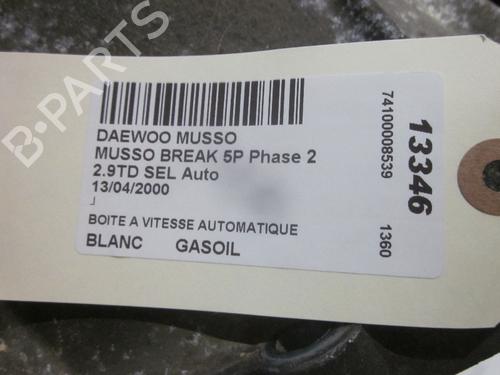 DAEWOO MUSSO
MUSSO BREAK 5P Phase 2
2.9TD SEL Auto
13/04/2000
BOITE A VITESSE AUTOMATIQUE
BLANC GASOIL
74100008539
1360
13346
B-PARTS